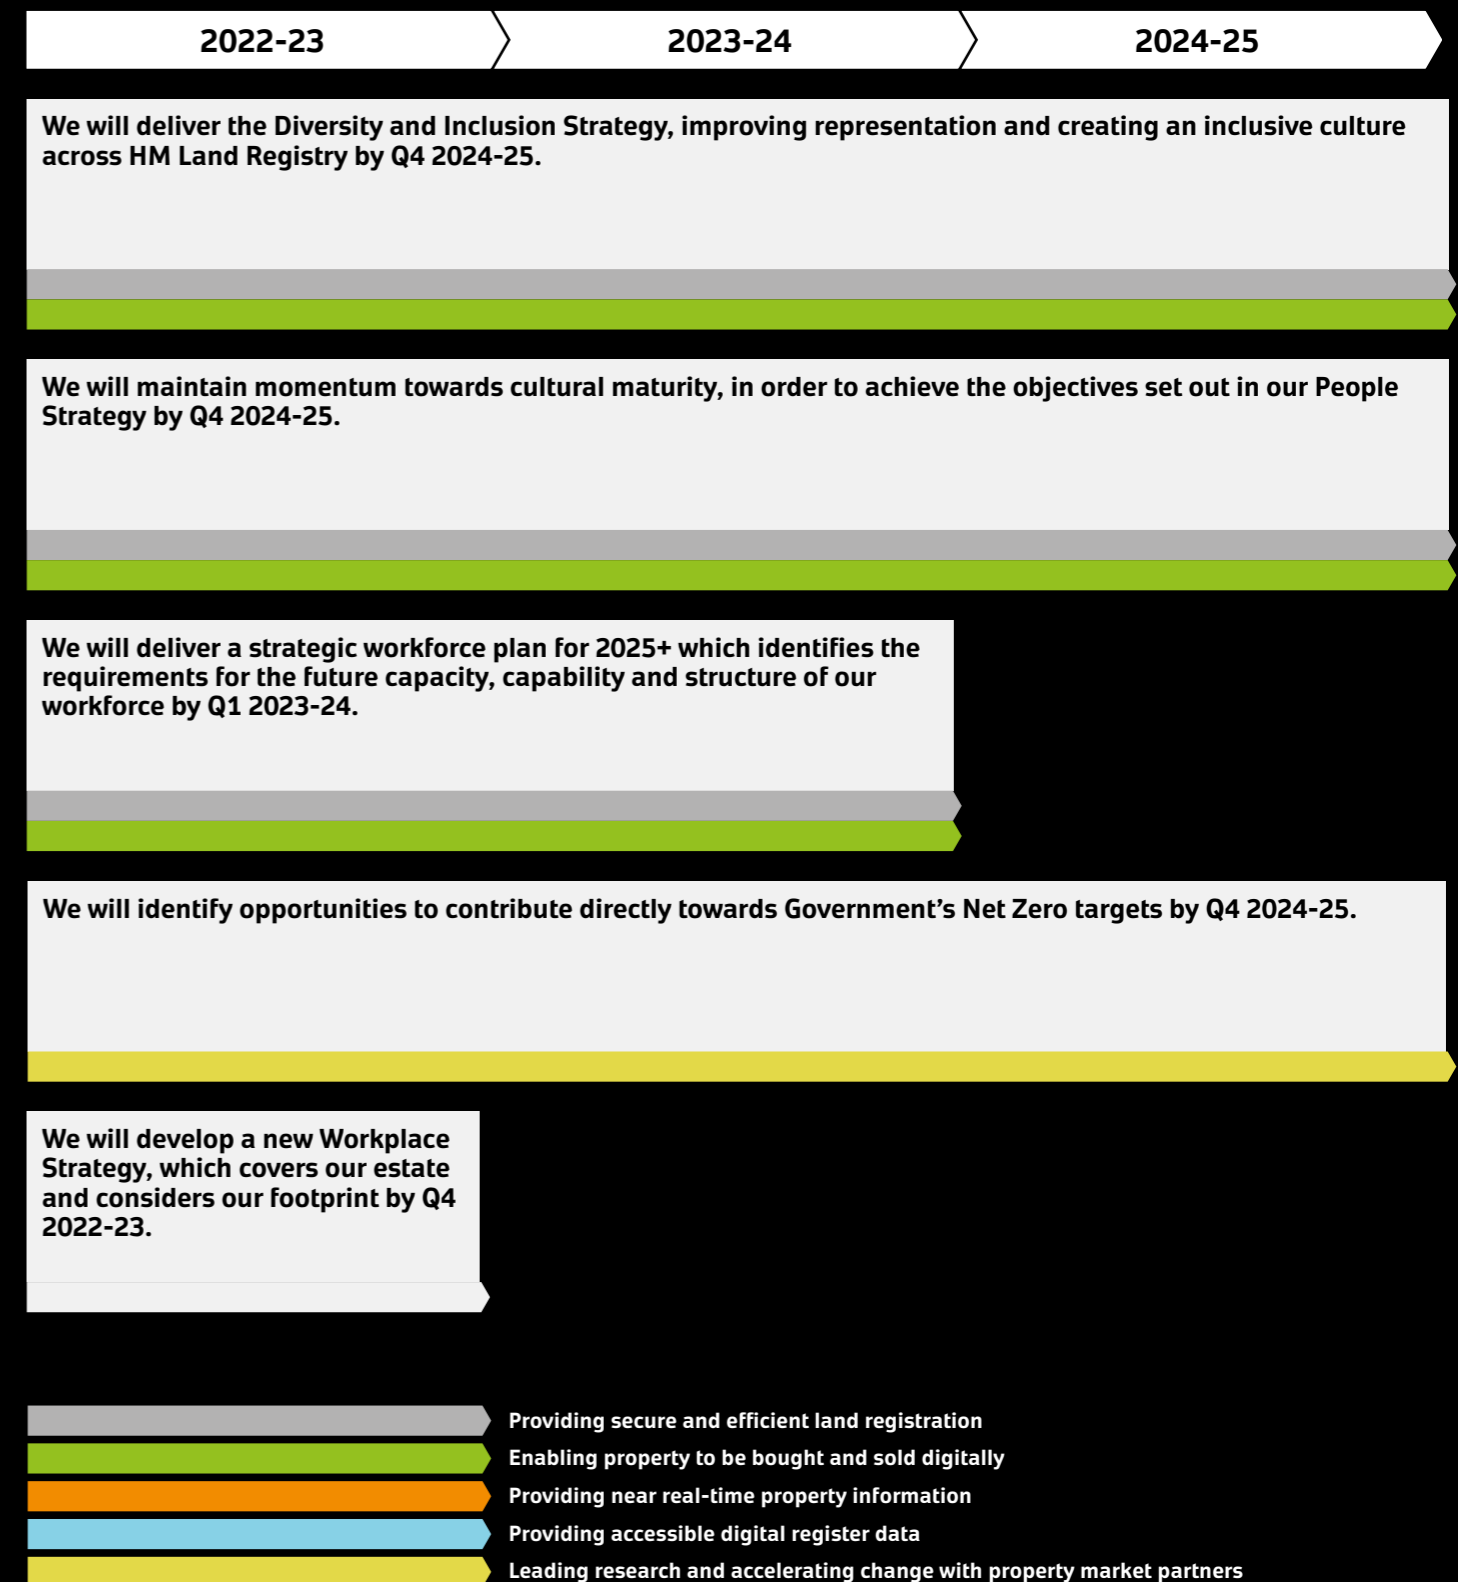 2022-23
2023-24
2024-25
We will deliver the Diversity and Inclusion Strategy, improving representation and creating an inclusive culture
across HM Land Registry by Q4 2024-25.
We will maintain momentum towards cultural maturity, in order to achieve the objectives set out in our People
Strategy by Q4 2024-25.
We will deliver a strategic workforce plan for 2025+ which identifies the
requirements for the future capacity, capability and structure of our
workforce by Q1 2023-24.
We will identify opportunities to contribute directly towards Government’s Net Zero targets by Q4 2024-25.
We will develop a new Workplace
Strategy, which covers our estate
and considers our footprint by Q4
2022-23.
Providing secure and efficient land registration
Enabling property to be bought and sold digitally
Providing near real-time property information
Providing accessible digital register data
Leading research and accelerating change with property market partners